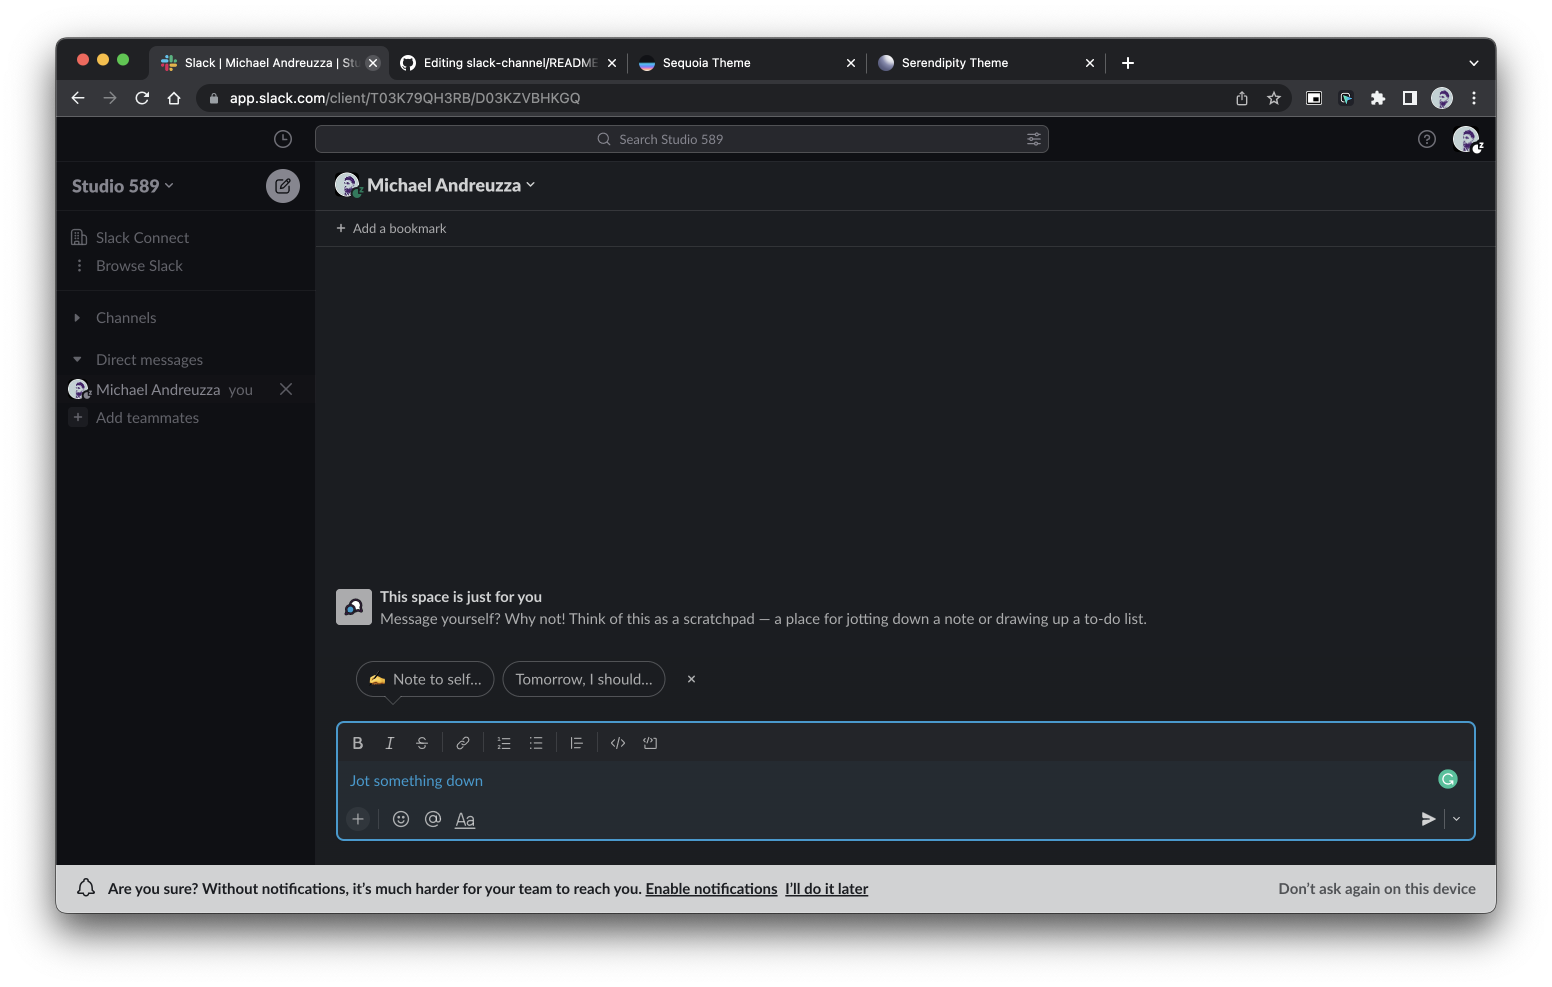 Slack | Michael Andreuzza | Stu
Editing slack-channel/README
Sequoia Theme
Serendipity Theme
app.slack.com/client/T03K79QH3RB/D03KZVBHKGQ
Search Studio 589
Studio 589
Michael Andreuzza
Add a bookmark
Slack Connect
Browse Slack
Channels
Direct messages
Michael Andreuzza you
Add teammates
This space is just for you
Message yourself? Why not! Think of this as a scratchpad — a place for jotting down a note or drawing up a to-do list.
✍️ Note to self... Tomorrow, I should...
B I S
Jot something down
@ Aa
Are you sure? Without notifications, it’s much harder for your team to reach you. Enable notifications I’ll do it later
Don’t ask again on this device